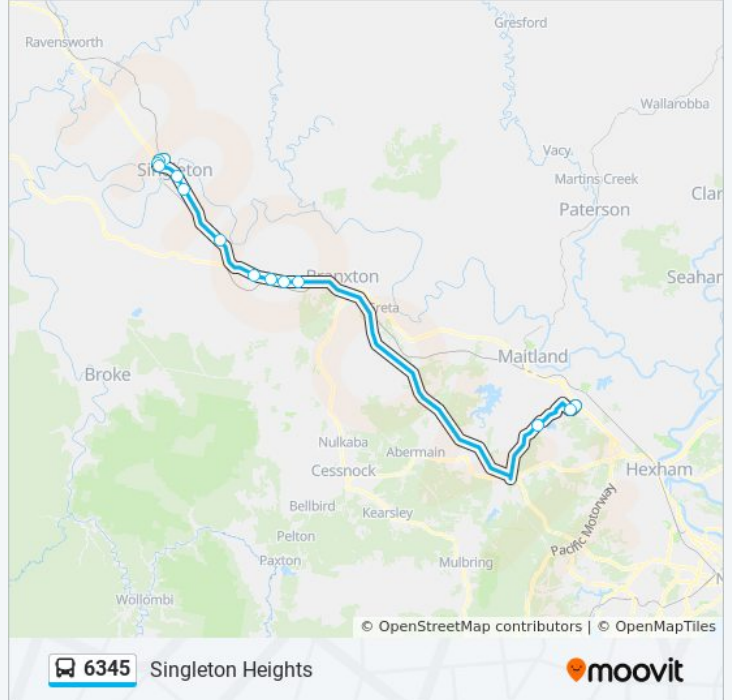 Gresford
Ravensworth
Wallarobba
Vacy
Martins Creek
Singleton
Clar
Paterson
Seahar
Branxton
Greta
Maitland
Broke
Nulkaba
Abermain
Cessnock
Hexham
Bellbird
Kearsley
Pacific Motorway
Pelton
Paxton
Mulbring
Wollombi
N
© OpenStreetMap contributors | © OpenMapTiles
6345 Singleton Heights
moovit